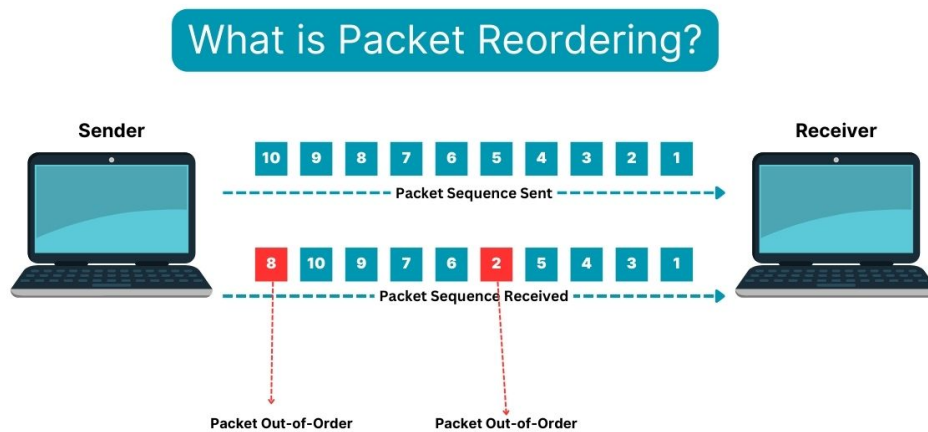 What is Packet Reordering?
Sender
Receiver
10 9 8 7 6 5 4 3 2 1
Packet Sequence Sent
8 10 9 7 6 2 5 4 3 1
Packet Sequence Received
Packet Out-of-Order
Packet Out-of-Order